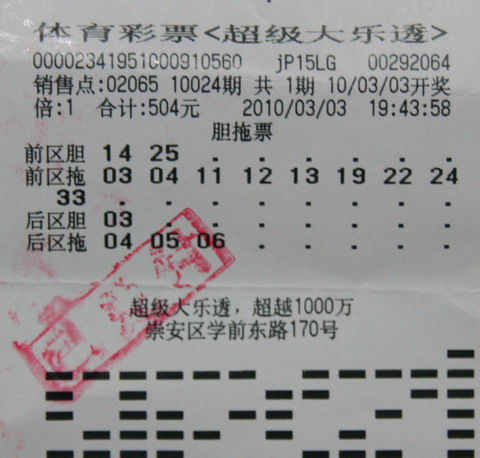 体育彩票<超级大乐透>
0000023419510009​10560 jP15LG 00292064
销售点:02065 10024期 共 1期 10/03/03开奖
倍:1 合计:504元 2010/03/03 19:43:58
胆拖票
前区胆 14 25 . . . . . .
前区拖 03 04 11 12 13 19 22 24
33 . . . . . . .
后区胆 03 . . . . . . .
后区拖 04 05 06 . . . . .
超级大乐透，超越1000万
崇安区学前东路170号